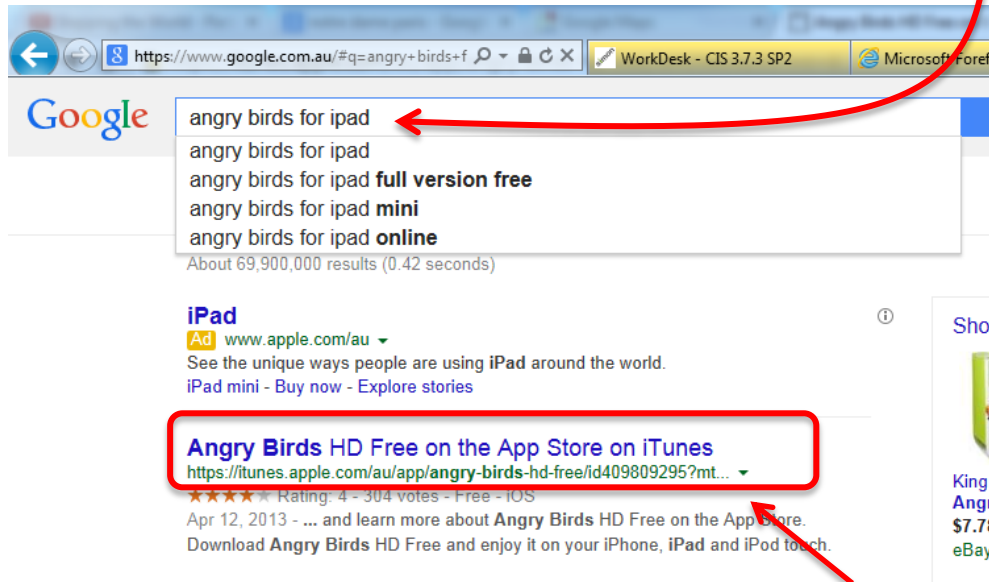 https://www.google.com.au/#q=angry+birds+f
WorkDesk - CIS 3.7.3 SP2
Microsoft Foref
Google
angry birds for ipad
angry birds for ipad
angry birds for ipad full version free
angry birds for ipad mini
angry birds for ipad online
About 69,900,000 results (0.42 seconds)
iPad
Ad www.apple.com/au
See the unique ways people are using iPad around the world.
iPad mini - Buy now - Explore stories
Angry Birds HD Free on the App Store on iTunes
https://itunes.apple.com/au/app/angry-birds-hd-free/id409809295?mt...
Rating: 4 - 304 votes - Free - iOS
Apr 12, 2013 - ... and learn more about Angry Birds HD Free on the App Store.
Download Angry Birds HD Free and enjoy it on your iPhone, iPad and iPod touch.
Sho
King
Angr
$7.78
eBay